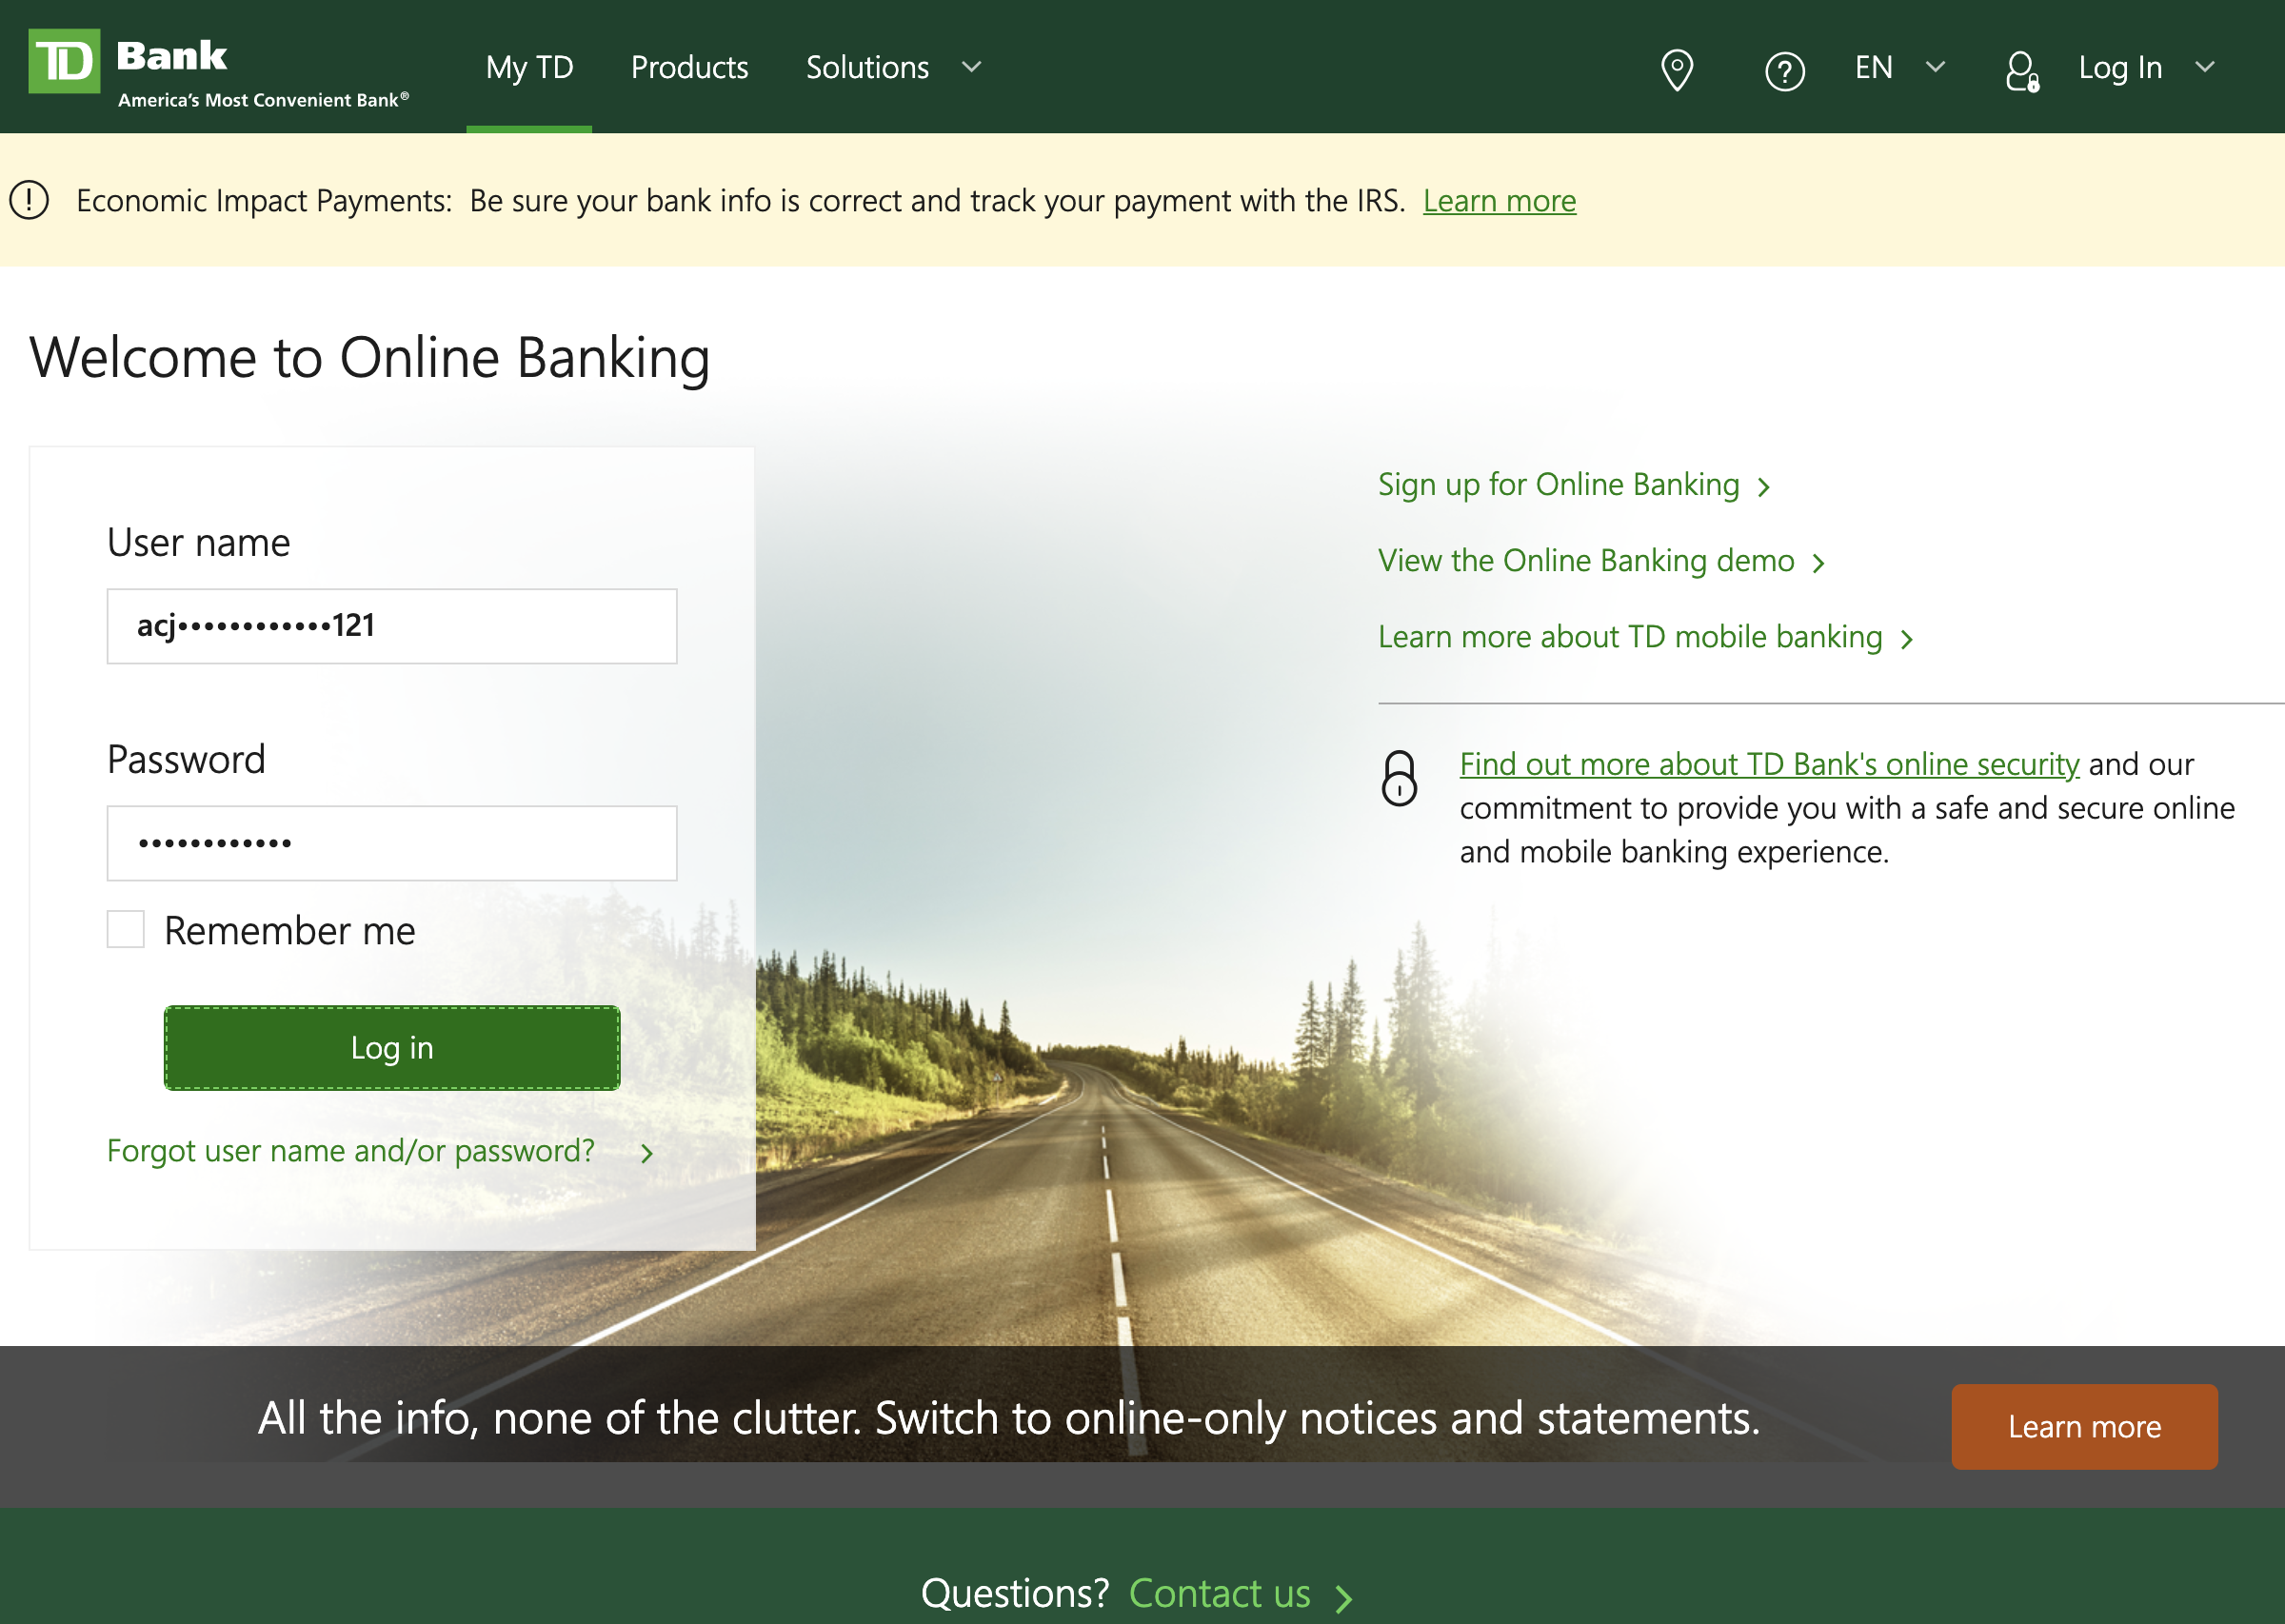 TD Bank
America's Most Convenient Bank®
My TD
Products
Solutions
EN
Log In
Economic Impact Payments: Be sure your bank info is correct and track your payment with the IRS. Learn more
Welcome to Online Banking
User name
acj••••••••••••121
Password
••••••••••••
Remember me
Log in
Forgot user name and/or password?
Sign up for Online Banking
View the Online Banking demo
Learn more about TD mobile banking
Find out more about TD Bank's online security and our
commitment to provide you with a safe and secure online
and mobile banking experience.
All the info, none of the clutter. Switch to online-only notices and statements.
Learn more
Questions? Contact us